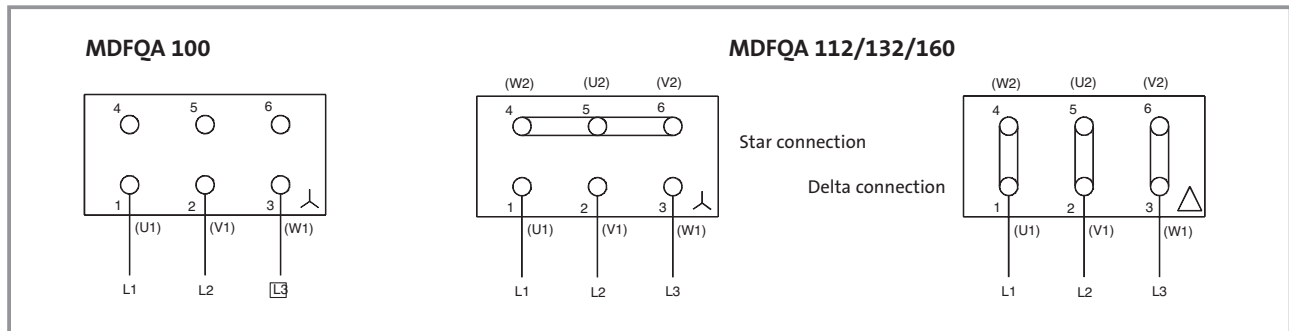 MDFQA 100
MDFQA 112/132/160
4 5 6
1 2 3
(U1) (V1) (W1)
L1 L2 L3
(W2) (U2) (V2)
4 5 6
1 2 3
(U1) (V1) (W1)
L1 L2 L3
Star connection
Delta connection
(W2) (U2) (V2)
4 5 6
1 2 3
(U1) (V1) (W1)
L1 L2 L3